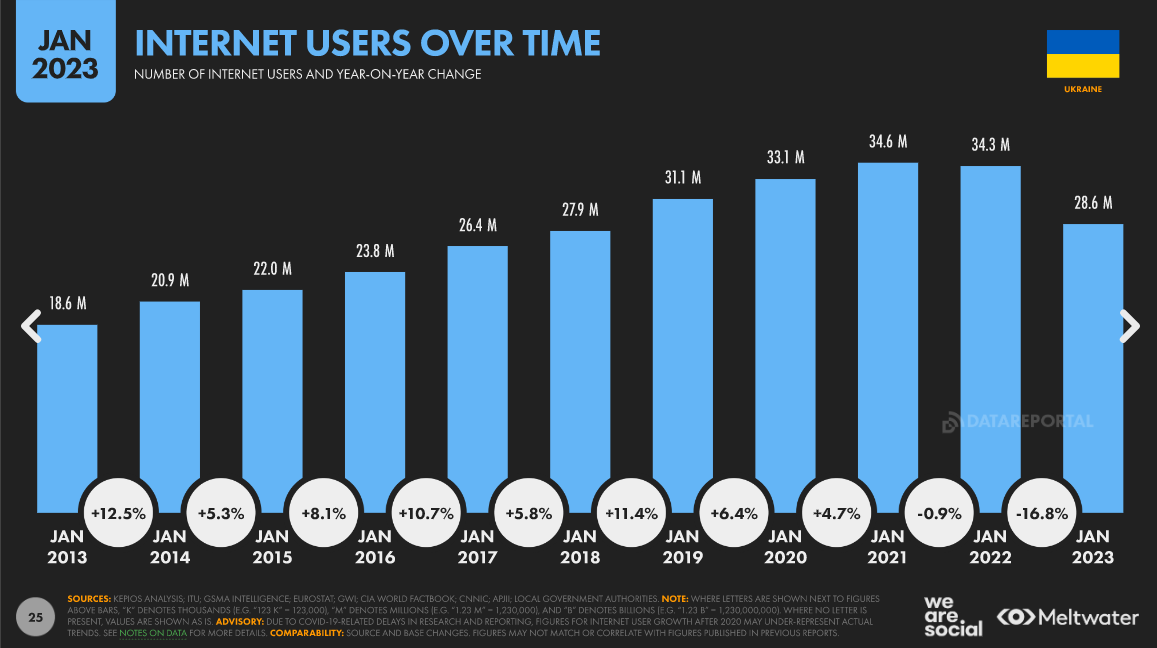 JAN
2023
INTERNET USERS OVER TIME
NUMBER OF INTERNET USERS AND YEAR-ON-YEAR CHANGE
UKRAINE
18.6 M
20.9 M
22.0 M
23.8 M
26.4 M
27.9 M
31.1 M
33.1 M
34.6 M
34.3 M
28.6 M
DATAREPORTAL
+12.5%
+5.3%
+8.1%
+10.7%
+5.8%
+11.4%
+6.4%
+4.7%
-0.9%
-16.8%
JAN
2013
JAN
2014
JAN
2015
JAN
2016
JAN
2017
JAN
2018
JAN
2019
JAN
2020
JAN
2021
JAN
2022
JAN
2023
25
SOURCES: KEPIOS ANALYSIS; ITU; GSMA INTELLIGENCE; EUROSTAT; GWI; CIA WORLD FACTBOOK; CNNIC; APJII; LOCAL GOVERNMENT AUTHORITIES. NOTE: WHERE LETTERS ARE SHOWN NEXT TO FIGURES
ABOVE BARS, "K" DENOTES THOUSANDS (E.G. "123 K" = 123,000), "M" DENOTES MILLIONS (E.G. "1.23 M" = 1,230,000), AND "B" DENOTES BILLIONS (E.G. "1.23 B" = 1,230,000,000). WHERE NO LETTER IS
PRESENT, VALUES ARE SHOWN AS IS. ADVISORY: DUE TO COVID-19-RELATED DELAYS IN RESEARCH AND REPORTING, FIGURES FOR INTERNET USER GROWTH AFTER 2020 MAY UNDER-REPRESENT ACTUAL
TRENDS. SEE NOTES ON DATA FOR MORE DETAILS. COMPARABILITY: SOURCE AND BASE CHANGES. FIGURES MAY NOT MATCH OR CORRELATE WITH FIGURES PUBLISHED IN PREVIOUS REPORTS.
we
are
social
Meltwater